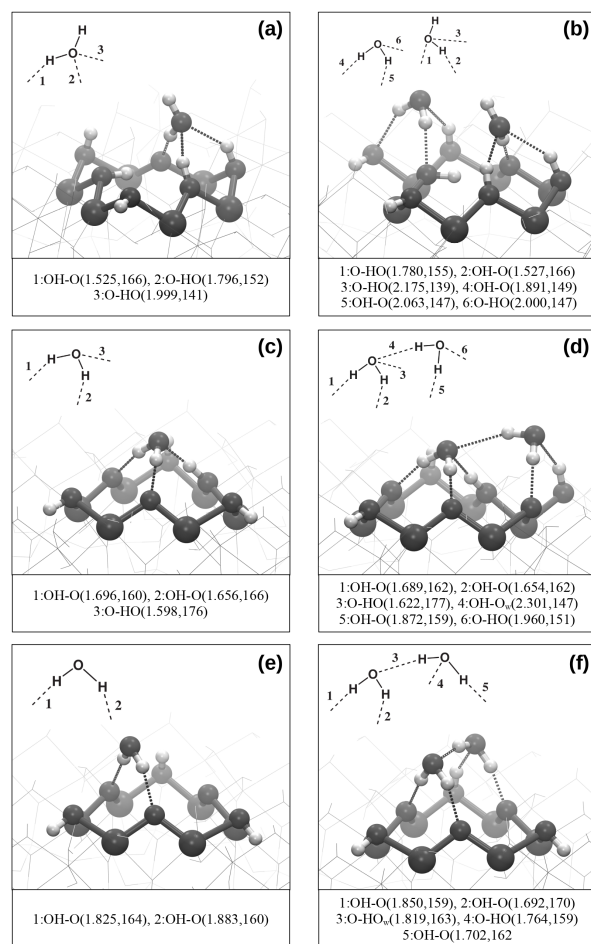 (a)
H
H
O
3
1
2
1:OH-O(1.525,166), 2:O-HO(1.796,152)
3:O-HO(1.999,141)
(b)
H
O
6
O
3
4
H
H
H
1
2
5
1:O-HO(1.780,155), 2:OH-O(1.527,166)
3:O-HO(2.175,139), 4:OH-O(1.891,149)
5:OH-O(2.063,147), 6:O-HO(2.000,147)
(c)
H
O
3
1
H
2
1:OH-O(1.696,160), 2:OH-O(1.656,166)
3:O-HO(1.598,176)
(d)
4
H
O
6
O
H
3
H
1
H
2
5
1:OH-O(1.689,162), 2:OH-O(1.654,162)
3:O-HO(1.622,177), 4:OH-Ow(2.301,147)
5:OH-O(1.872,159), 6:O-HO(1.960,151)
(e)
O
H
H
1
2
1:OH-O(1.825,164), 2:OH-O(1.883,160)
(f)
3
H
O
O
4
H
5
H
H
1
2
1:OH-O(1.850,159), 2:OH-O(1.692,170)
3:O-HOw(1.819,163), 4:O-HO(1.764,159)
5:OH-O(1.702,162